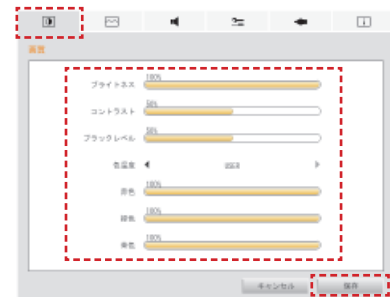 画質
ブライトネス 100%
コントラスト 50%
ブラックレベル 50%
色温度 USER
赤色 100%
緑色 100%
青色 100%
キャンセル 保存